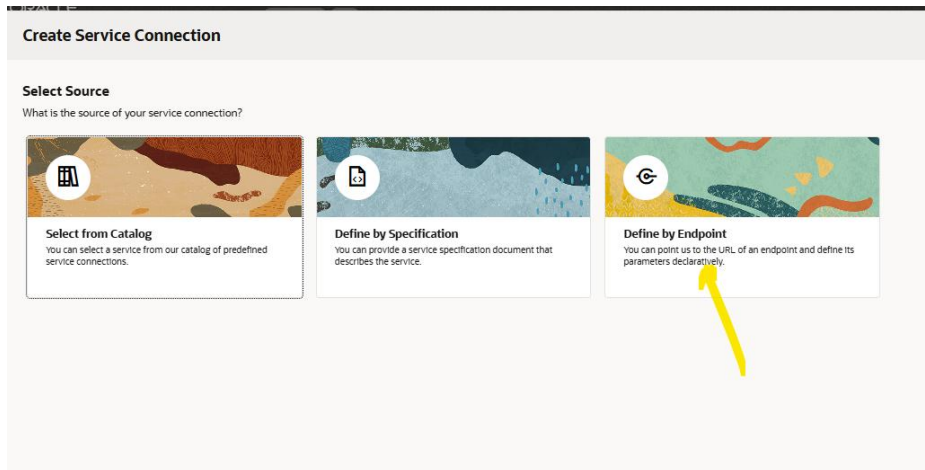 Create Service Connection
Select Source
What is the source of your service connection?
Select from Catalog
You can select a service from our catalog of predefined
service connections.
Define by Specification
You can provide a service specification document that
describes the service.
Define by Endpoint
You can point us to the URL of an endpoint and define its
parameters declaratively.